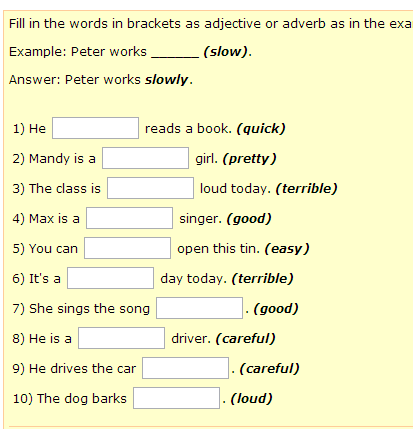 Fill in the words in brackets as adjective or adverb as in the exa
Example: Peter works ______ (slow).
Answer: Peter works slowly.
1) He reads a book. (quick)
2) Mandy is a girl. (pretty)
3) The class is loud today. (terrible)
4) Max is a singer. (good)
5) You can open this tin. (easy)
6) It's a day today. (terrible)
7) She sings the song . (good)
8) He is a driver. (careful)
9) He drives the car . (careful)
10) The dog barks . (loud)